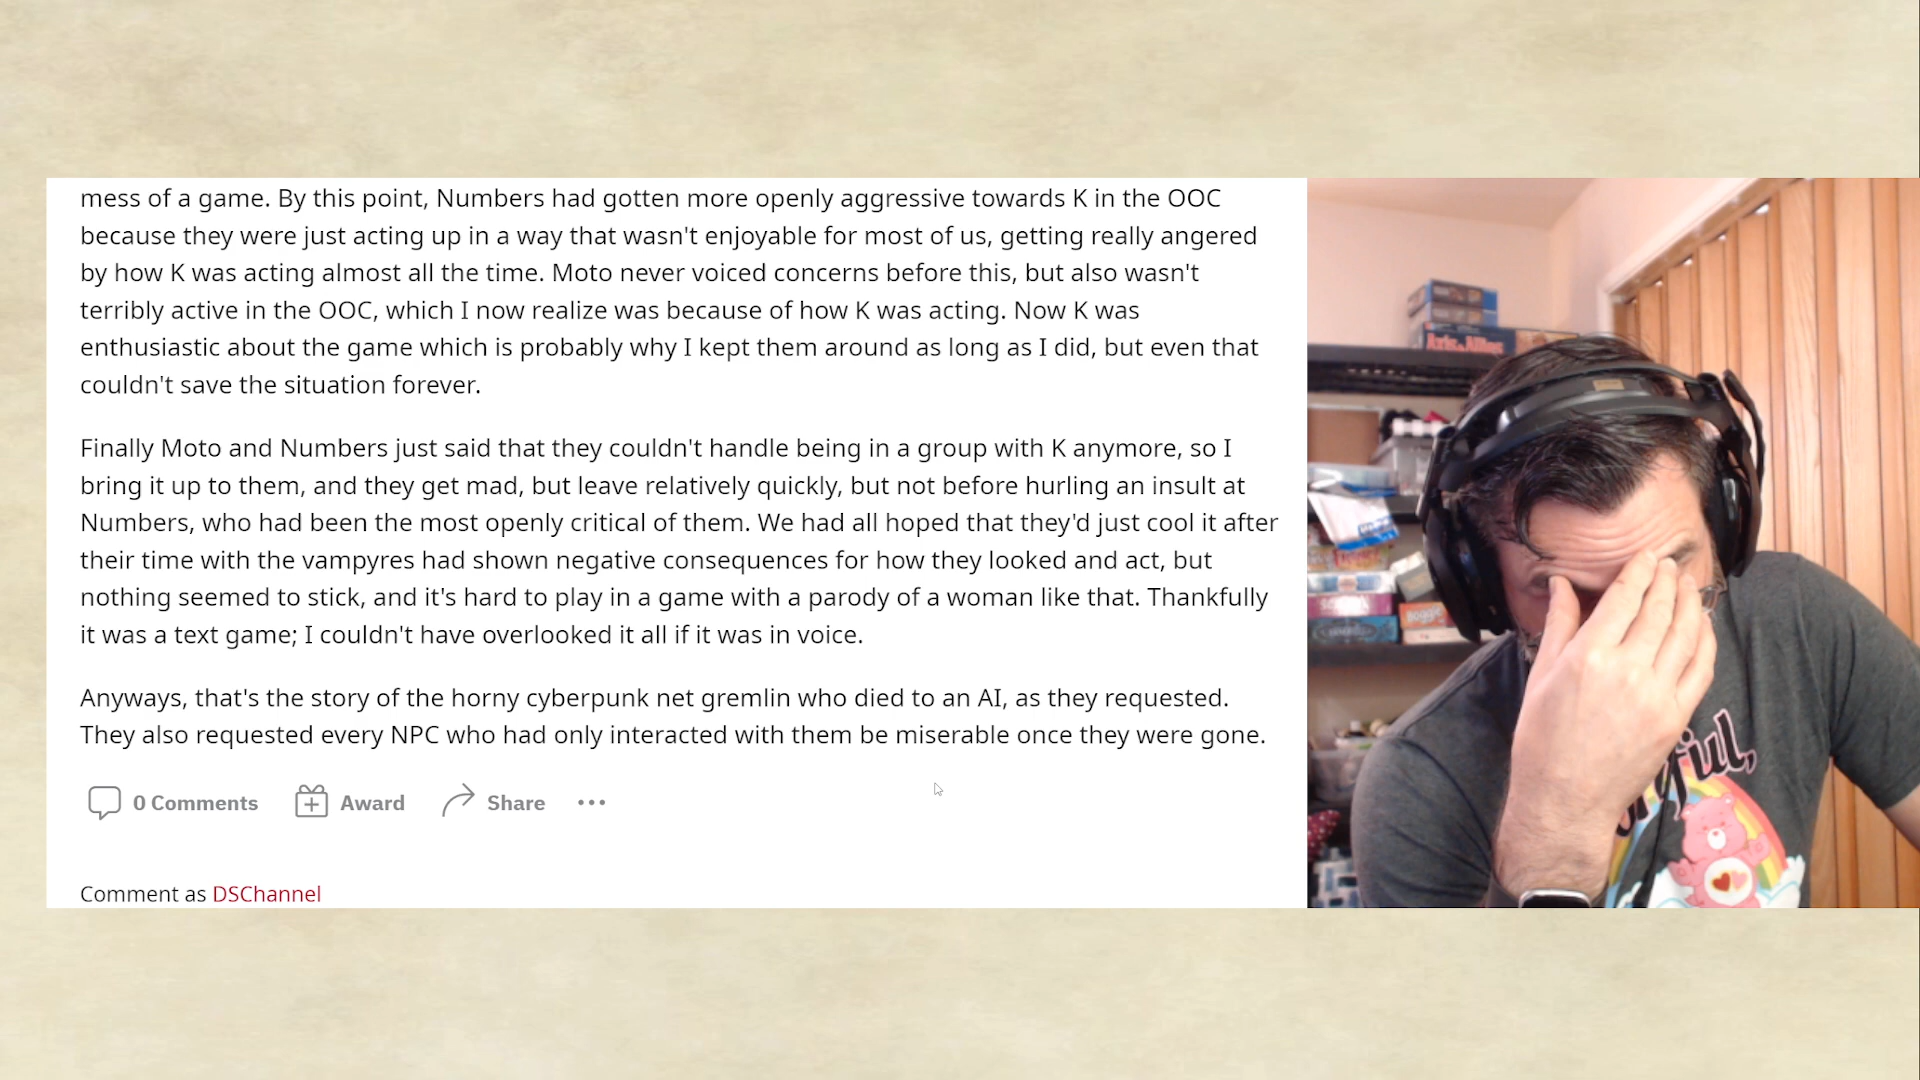 mess of a game. By this point, Numbers had gotten more openly aggressive towards K in the OOC
because they were just acting up in a way that wasn't enjoyable for most of us, getting really angered
by how K was acting almost all the time. Moto never voiced concerns before this, but also wasn't
terribly active in the OOC, which I now realize was because of how K was acting. Now K was
enthusiastic about the game which is probably why I kept them around as long as I did, but even that
couldn't save the situation forever.
Finally Moto and Numbers just said that they couldn't handle being in a group with K anymore, so I
bring it up to them, and they get mad, but leave relatively quickly, but not before hurling an insult at
Numbers, who had been the most openly critical of them. We had all hoped that they'd just cool it after
their time with the vampyres had shown negative consequences for how they looked and act, but
nothing seemed to stick, and it's hard to play in a game with a parody of a woman like that. Thankfully
it was a text game; I couldn't have overlooked it all if it was in voice.
Anyways, that's the story of the horny cyberpunk net gremlin who died to an AI, as they requested.
They also requested every NPC who had only interacted with them be miserable once they were gone.
0 Comments Award Share
Comment as DSChannel
Axis & Allies